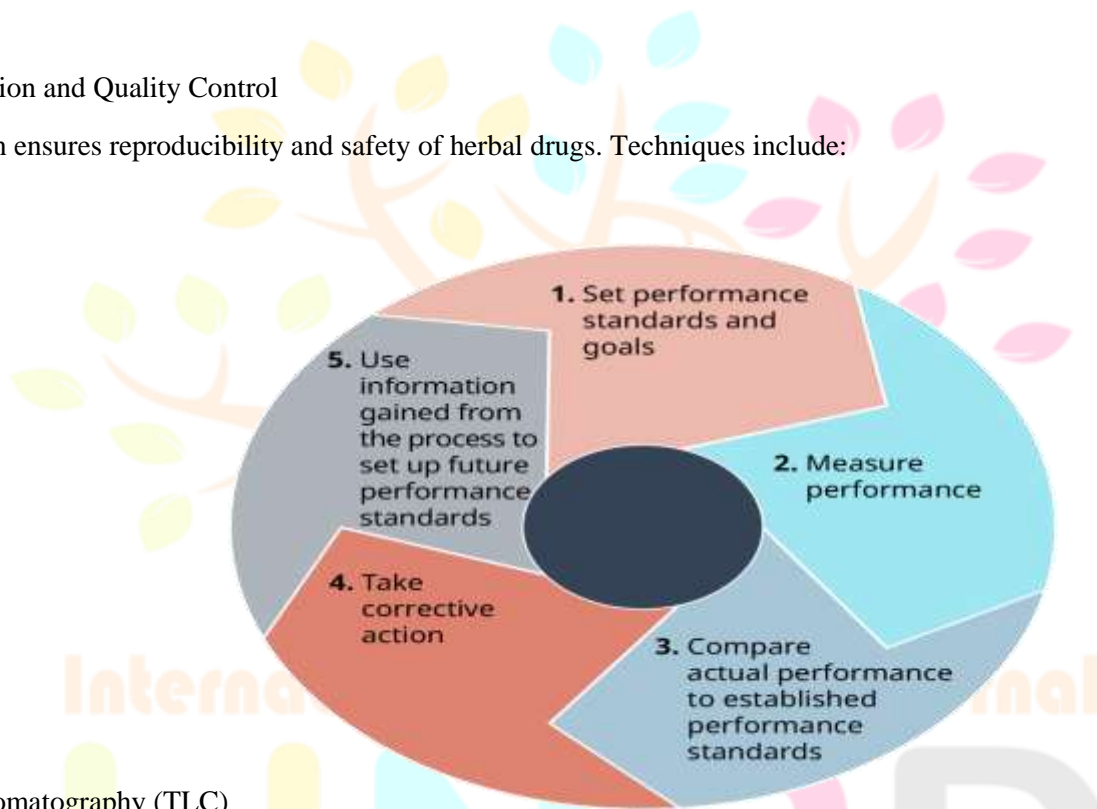 ion and Quality Control
n ensures reproducibility and safety of herbal drugs. Techniques include:
1. Set performance
standards and
goals
2. Measure
performance
3. Compare
actual performance
to established
performance
standards
4. Take
corrective
action
5. Use
information
gained from
the process to
set up future
performance
standards
omatography (TLC)